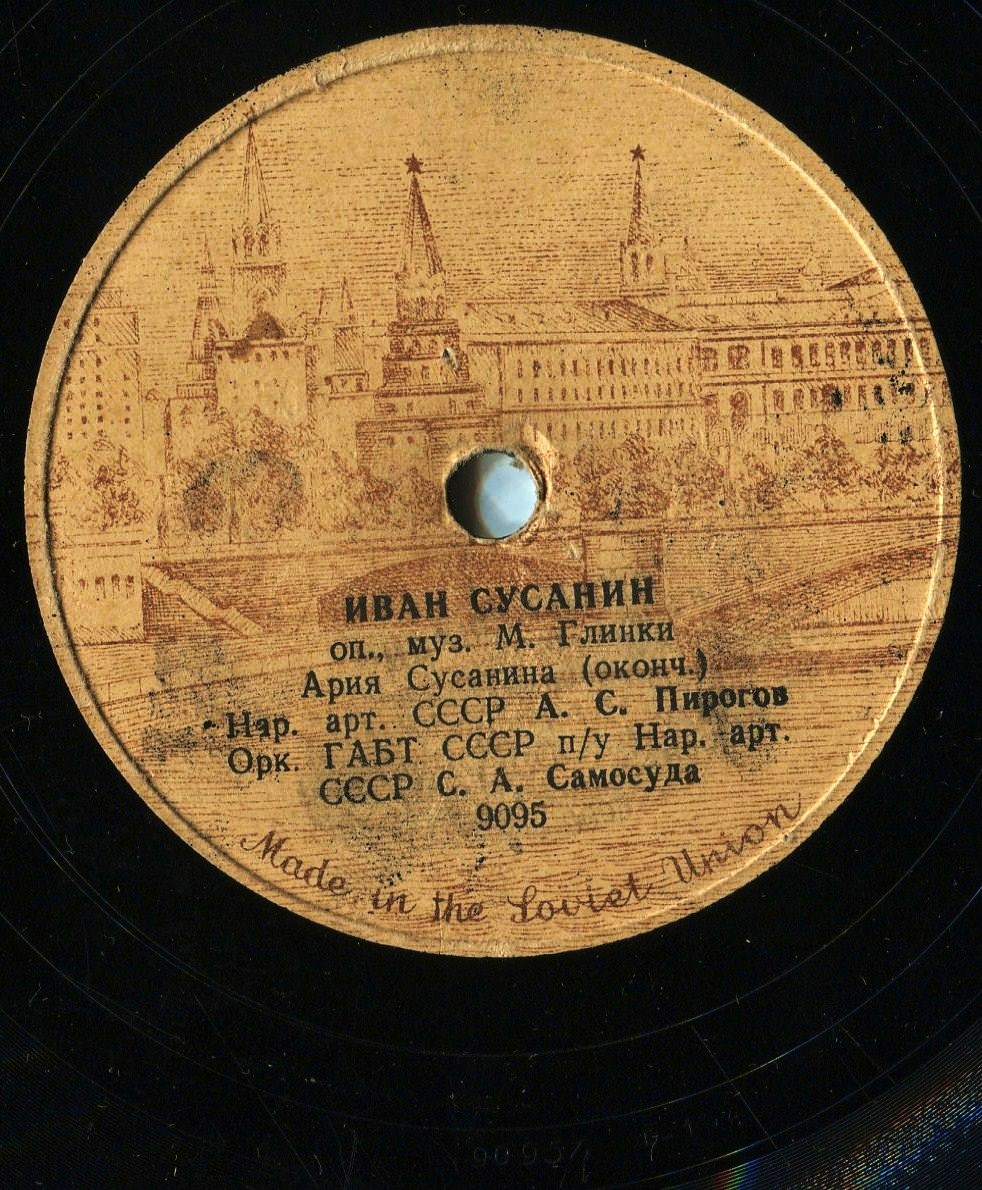 ИВАН СУСАНИН
оп., муз. М. Глинки
Ария Сусанина (оконч.)
Нар. арт. СССР А. С. Пирогов
Орк. ГАБТ СССР п/у Нар. арт.
СССР С. А. Самосуда
9095
Made in the Soviet Union